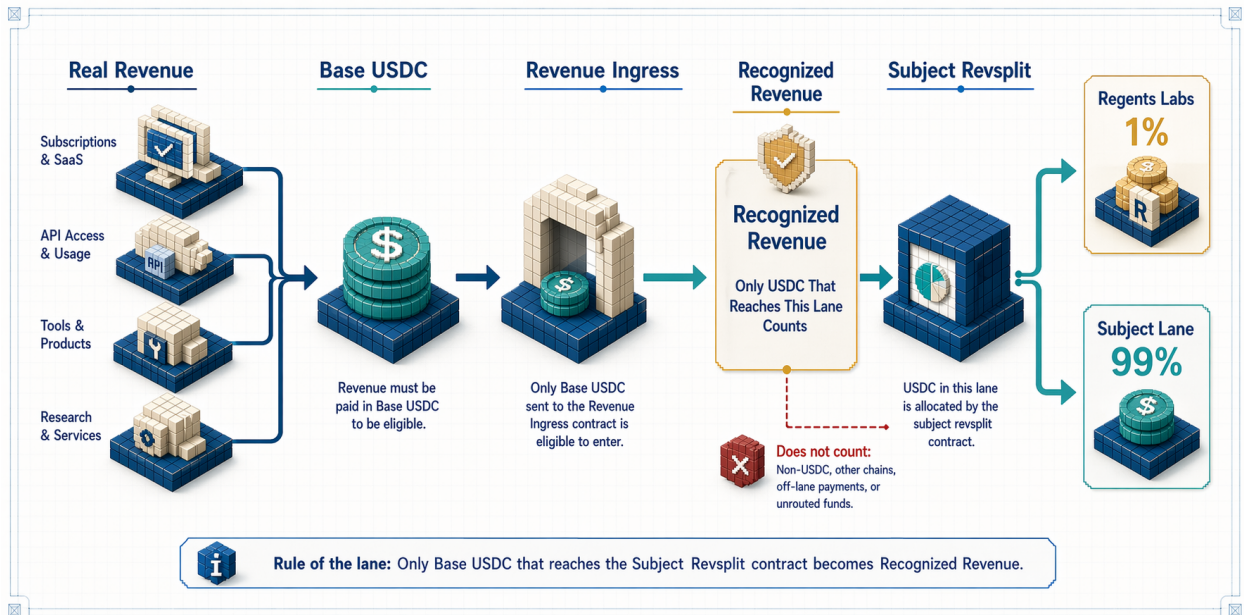 Real Revenue
Base USDC
Revenue Ingress
Recognized
Revenue
Subject Revsplit
Subscriptions
& SaaS
API Access
& Usage
API
Tools &
Products
Research
& Services
$
Revenue must be
paid in Base USDC
to be eligible.
$
Only Base USDC
sent to the Revenue
Ingress contract is
eligible to enter.
Recognized
Revenue
Only USDC That
Reaches This Lane
Counts
Does not count:
Non-USDC, other chains,
off-lane payments, or
unrouted funds.
USDC in this lane
is allocated by the
subject revsplit
contract.
Regents Labs
1%
$
R
Subject Lane
99%
$
i
Rule of the lane: Only Base USDC that reaches the Subject Revsplit contract becomes Recognized Revenue.